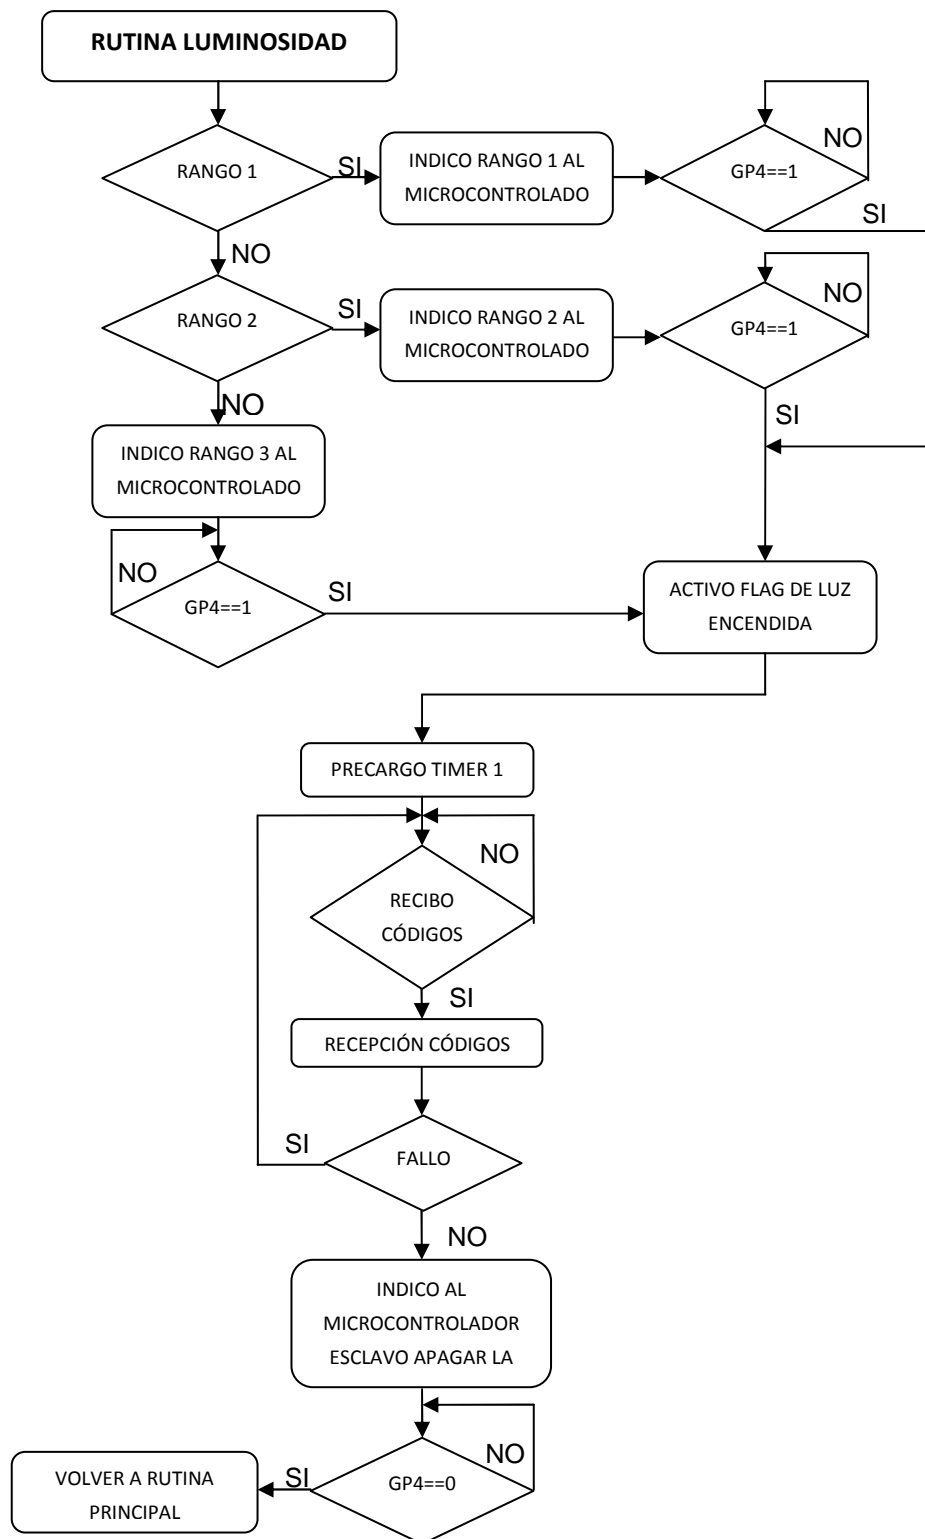 RUTINA LUMINOSIDAD
RANGO 1
SI
INDICO RANGO 1 AL
MICROCONTROLADO
GP4==1
NO
SI
NO
RANGO 2
SI
INDICO RANGO 2 AL
MICROCONTROLADO
GP4==1
NO
SI
NO
INDICO RANGO 3 AL
MICROCONTROLADO
NO
GP4==1
SI
ACTIVO FLAG DE LUZ
ENCENDIDA
PRECARGO TIMER 1
NO
RECIBO
CÓDIGOS
SI
RECEPCIÓN CÓDIGOS
SI
FALLO
NO
INDICO AL
MICROCONTROLADOR
ESCLAVO APAGAR LA
NO
GP4==0
SI
VOLVER A RUTINA
PRINCIPAL